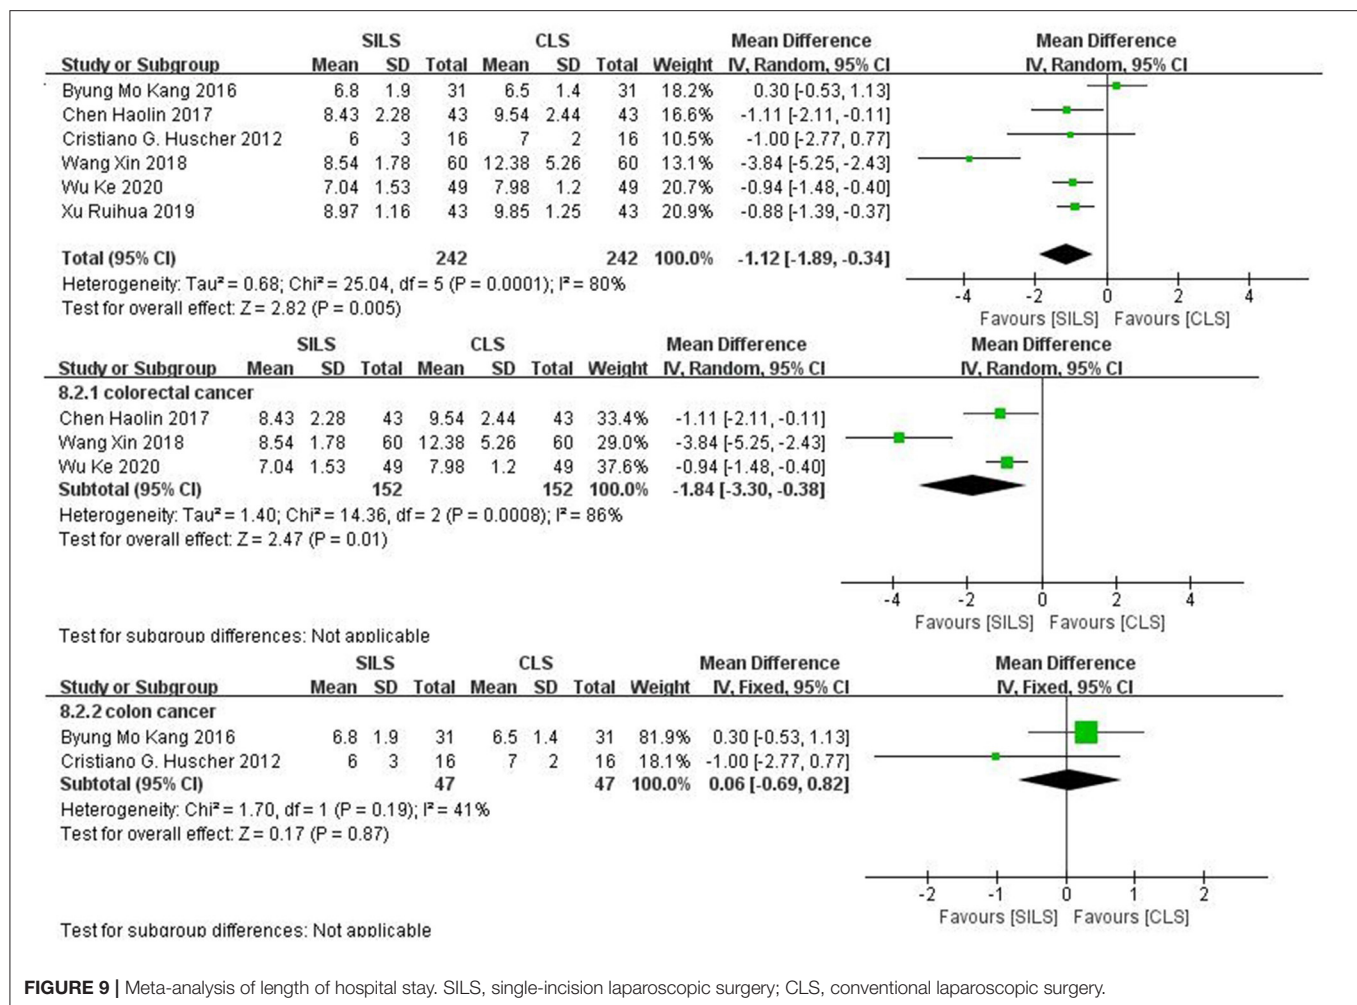 SILS CLS Mean Difference Mean Difference
Study or Subgroup Mean SD Total Mean SD Total Weight IV, Random, 95% CI IV, Random, 95% CI
Byung Mo Kang 2016 6.8 1.9 31 6.5 1.4 31 18.2% 0.30 [-0.53, 1.13]
Chen Haolin 2017 8.43 2.28 43 9.54 2.44 43 16.6% -1.11 [-2.11, -0.11]
Cristiano G. Huscher 2012 6 3 16 7 2 16 10.5% -1.00 [-2.77, 0.77]
Wang Xin 2018 8.54 1.78 60 12.38 5.26 60 13.1% -3.84 [-5.25, -2.43]
Wu Ke 2020 7.04 1.53 49 7.98 1.2 49 20.7% -0.94 [-1.48, -0.40]
Xu Ruihua 2019 8.97 1.16 43 9.85 1.25 43 20.9% -0.88 [-1.39, -0.37]
Total (95% CI) 242 242 100.0% -1.12 [-1.89, -0.34]
Heterogeneity: Tau² = 0.68; Chi² = 25.04, df = 5 (P = 0.0001); I² = 80%
Test for overall effect: Z = 2.82 (P = 0.005)
-4 -2 0 2 4
Favours [SILS] Favours [CLS]
SILS CLS Mean Difference Mean Difference
Study or Subgroup Mean SD Total Mean SD Total Weight IV, Random, 95% CI IV, Random, 95% CI
8.2.1 colorectal cancer
Chen Haolin 2017 8.43 2.28 43 9.54 2.44 43 33.4% -1.11 [-2.11, -0.11]
Wang Xin 2018 8.54 1.78 60 12.38 5.26 60 29.0% -3.84 [-5.25, -2.43]
Wu Ke 2020 7.04 1.53 49 7.98 1.2 49 37.6% -0.94 [-1.48, -0.40]
Subtotal (95% CI) 152 152 100.0% -1.84 [-3.30, -0.38]
Heterogeneity: Tau² = 1.40; Chi² = 14.36, df = 2 (P = 0.0008); I² = 86%
Test for overall effect: Z = 2.47 (P = 0.01)
-4 -2 0 2 4
Favours [SILS] Favours [CLS]
Test for subgroup differences: Not applicable
SILS CLS Mean Difference Mean Difference
Study or Subgroup Mean SD Total Mean SD Total Weight IV, Fixed, 95% CI IV, Fixed, 95% CI
8.2.2 colon cancer
Byung Mo Kang 2016 6.8 1.9 31 6.5 1.4 31 81.9% 0.30 [-0.53, 1.13]
Cristiano G. Huscher 2012 6 3 16 7 2 16 18.1% -1.00 [-2.77, 0.77]
Subtotal (95% CI) 47 47 100.0% 0.06 [-0.69, 0.82]
Heterogeneity: Chi² = 1.70, df = 1 (P = 0.19); I² = 41%
Test for overall effect: Z = 0.17 (P = 0.87)
-2 -1 0 1 2
Favours [SILS] Favours [CLS]
Test for subgroup differences: Not applicable
FIGURE 9 | Meta-analysis of length of hospital stay. SILS, single-incision laparoscopic surgery; CLS, conventional laparoscopic surgery.